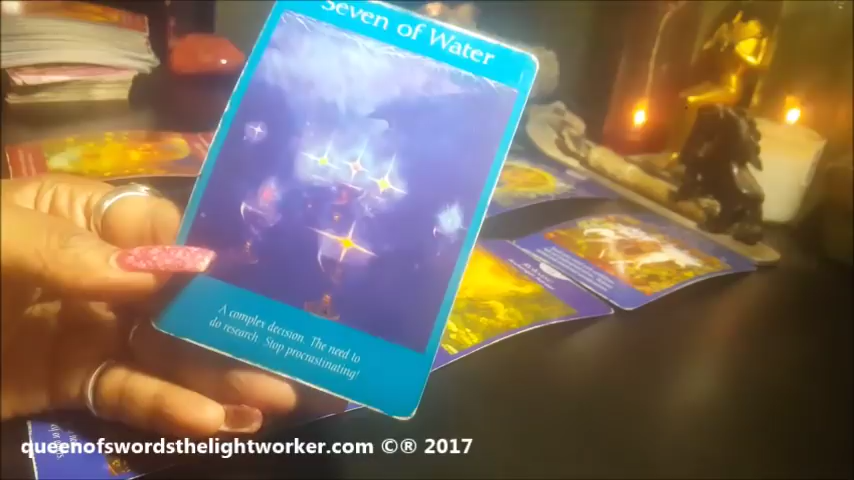 Seven of Water
A complex decision. The need to
do research. Stop procrastinating!
queenofswordsthelightworker.com ©® 2017